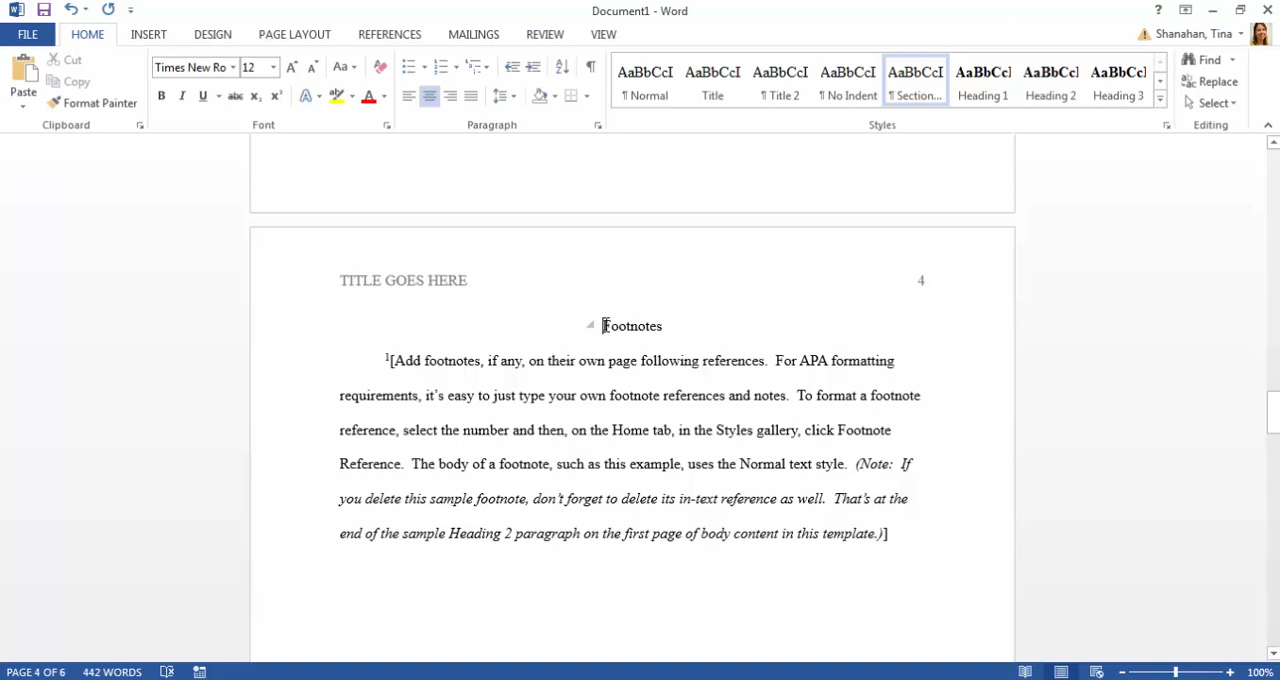 Document1 - Word
?
FILE HOME INSERT DESIGN PAGE LAYOUT REFERENCES MAILINGS REVIEW VIEW Shanahan, Tina
Paste Cut Copy Format Painter
Times New Ro 12 Aa
B I U abc x₂ x² A A
AaBbCcI AaBbCcI AaBbCcI AaBbCcI AaBbCcI AaBbCcI AaBbCcI AaBbCcI
¶ Normal Title ¶ Title 2 ¶ No Indent ¶ Section... Heading 1 Heading 2 Heading 3
Find Replace Select
Clipboard Font Paragraph Styles Editing
TITLE GOES HERE 4
Footnotes
¹[Add footnotes, if any, on their own page following references.  For APA formatting
requirements, it’s easy to just type your own footnote references and notes.  To format a footnote
reference, select the number and then, on the Home tab, in the Styles gallery, click Footnote
Reference.  The body of a footnote, such as this example, uses the Normal text style.  (Note:  If
you delete this sample footnote, don’t forget to delete its in-text reference as well.  That’s at the
end of the sample Heading 2 paragraph on the first page of body content in this template.)]
PAGE 4 OF 6 442 WORDS 100%